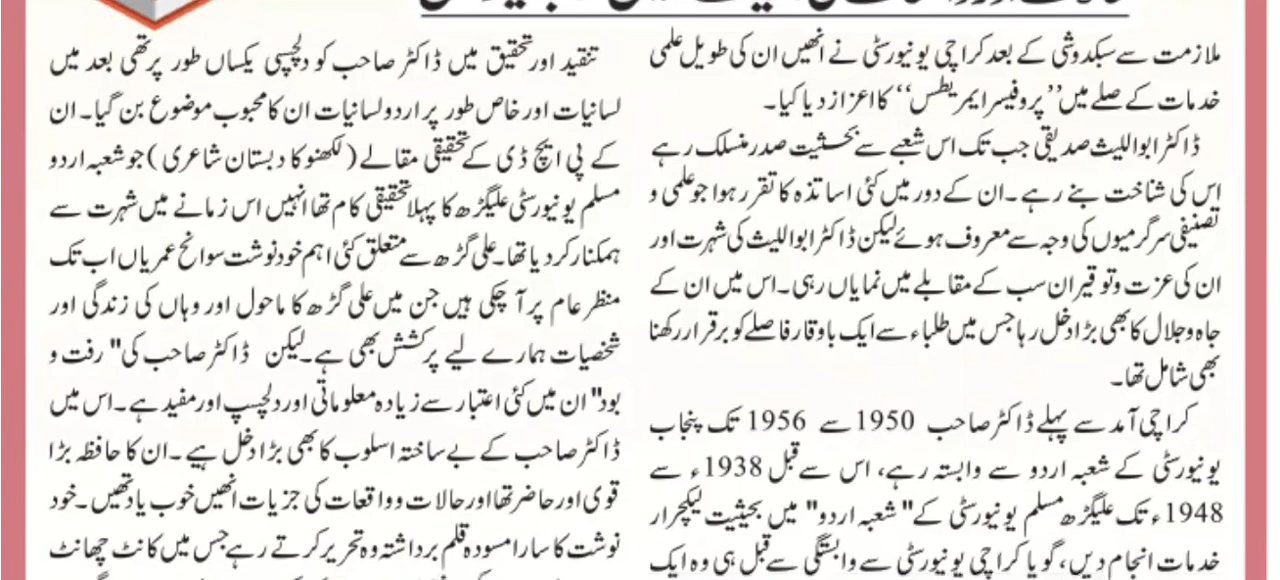 ملازمت سے سبکدوشی کے بعد کراچی یونیورسٹی نے انھیں ان کی طویل علمی
خدمات کے صلے میں ’’پروفیسر ایمریطس‘‘ کا اعزاز دیا گیا۔
ڈاکٹر ابواللیث صدیقی جب تک اس شعبے سے بحثیت صدر منسلک رہے
اس کی شناخت بنے رہے۔ ان کے دور میں کئی اساتذہ کا تقرر ہوا جو علمی و
تصنیفی سرگرمیوں کی وجہ سے معروف ہوئے لیکن ڈاکٹر ابواللیث کی شہرت اور
ان کی عزت و توقیر ان سب کے مقابلے میں نمایاں رہی۔ اس میں ان کے
جاہ و جلال کا بھی بڑا دخل رہا جس میں طلباء سے ایک باوقار فاصلے کو برقرار رکھنا
بھی شامل تھا۔
کراچی آمد سے پہلے ڈاکٹر صاحب 1950 سے 1956 تک پنجاب
یونیورسٹی کے شعبہ اردو سے وابستہ رہے، اس سے قبل 1938ء سے
1948ء تک علیگڑھ مسلم یونیورسٹی کے "شعبہ اردو" میں بحیثیت لیکچرار
خدمات انجام دیں، گویا کراچی یونیورسٹی سے وابستگی سے قبل ہی وہ ایک
تنقید اور تحقیق میں ڈاکٹر صاحب کو دلچسپی یکساں طور پر تھی بعد میں
لسانیات اور خاص طور پر اردو لسانیات ان کا محبوب موضوع بن گیا۔ ان
کے پی ایچ ڈی کے تحقیقی مقالے (لکھنو کا دبستان شاعری) جو شعبہ اردو
مسلم یونیورسٹی علیگڑھ کا پہلا تحقیقی کام تھا انہیں اس زمانے میں شہرت سے
ہمکنار کر دیا تھا۔ علی گڑھ سے متعلق کئی اہم خودنوشت سوانح عمریاں اب تک
منظر عام پر آ چکی ہیں جن میں علی گڑھ کا ماحول اور وہاں کی زندگی اور
شخصیات ہمارے لیے پرکشش بھی ہے۔ لیکن ڈاکٹر صاحب کی" رفت و
بود" ان میں کئی اعتبار سے زیادہ معلوماتی اور دلچسپ اور مفید ہے۔ اس میں
ڈاکٹر صاحب کے بے ساختہ اسلوب کا بھی بڑا دخل ہیے۔ ان کا حافظہ بڑا
قوی اور حاضر تھا اور حالات و واقعات کی جزیات انھیں خوب یاد تھیں۔ خود
نوشت کا سارا مسودہ قلم برداشتہ وہ تحریر کرتے رہے جس میں کانٹ چھانٹ